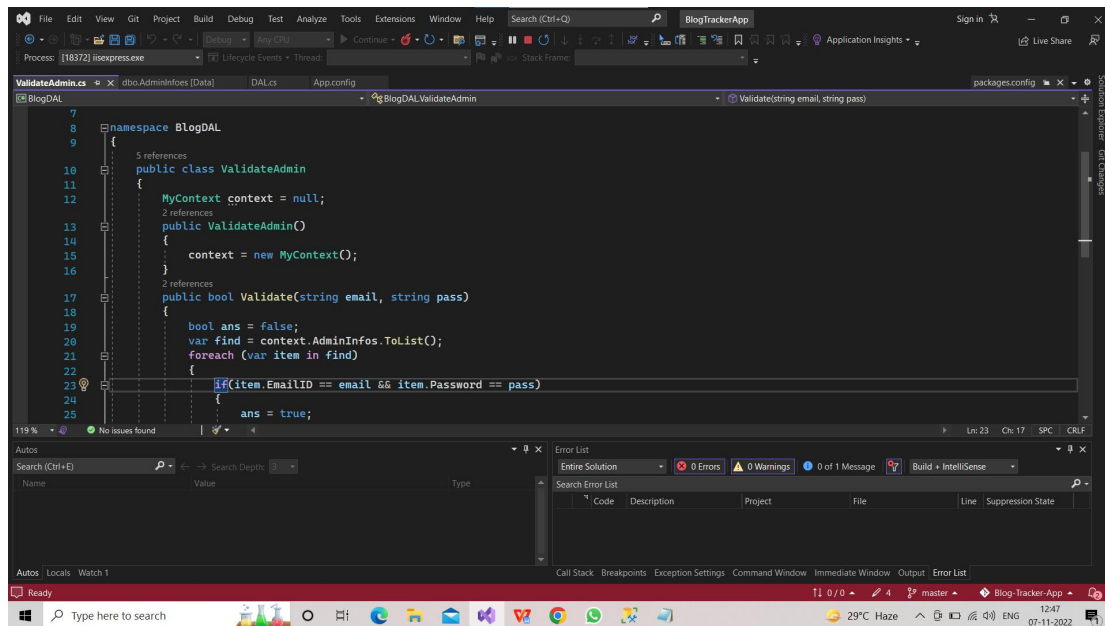 File Edit View Git Project Build Debug Test Analyze Tools Extensions Window Help Search (Ctrl+Q) BlogTrackerApp Sign in
Debug Any CPU Continue Application Insights Live Share
Process: [18372] iisexpress.exe Lifecycle Events Thread: Stack Frame:
ValidateAdmin.cs dbo.AdminInfoes [Data] DAL.cs App.config packages.config
BlogDAL BlogDAL.ValidateAdmin Validate(string email, string pass)
Solution Explorer Git Changes
7
8 namespace BlogDAL
9 {
5 references
10 public class ValidateAdmin
11 {
12 MyContext context = null;
2 references
13 public ValidateAdmin()
14 {
15 context = new MyContext();
16 }
2 references
17 public bool Validate(string email, string pass)
18 {
19 bool ans = false;
20 var find = context.AdminInfos.ToList();
21 foreach (var item in find)
22 {
23 if(item.EmailID == email && item.Password == pass)
24 {
25 ans = true;
119 % No issues found Ln: 23 Ch: 17 SPC CRLF
Autos
Search (Ctrl+E) Search Depth: 3
Name Value Type
Autos Locals Watch 1
Error List
Entire Solution 0 Errors 0 Warnings 0 of 1 Message Build + IntelliSense
Search Error List
Code Description Project File Line Suppression State
Call Stack Breakpoints Exception Settings Command Window Immediate Window Output Error List
Ready 0 / 0 4 master Blog-Tracker-App
Type here to search 29°C Haze ENG 12:47
07-11-2022